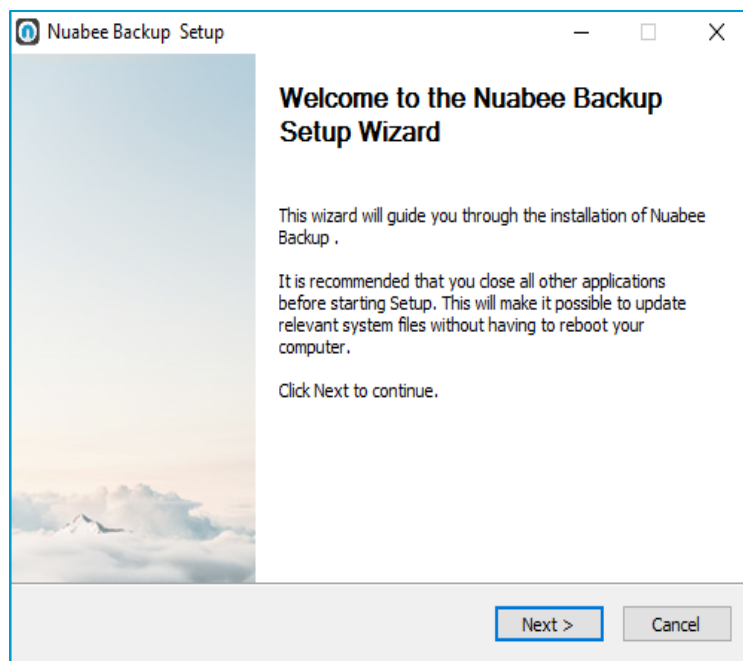 Nuabee Backup  Setup
Welcome to the Nuabee Backup
Setup Wizard
This wizard will guide you through the installation of Nuabee
Backup .
It is recommended that you close all other applications
before starting Setup. This will make it possible to update
relevant system files without having to reboot your
computer.
Click Next to continue.
Next >
Cancel